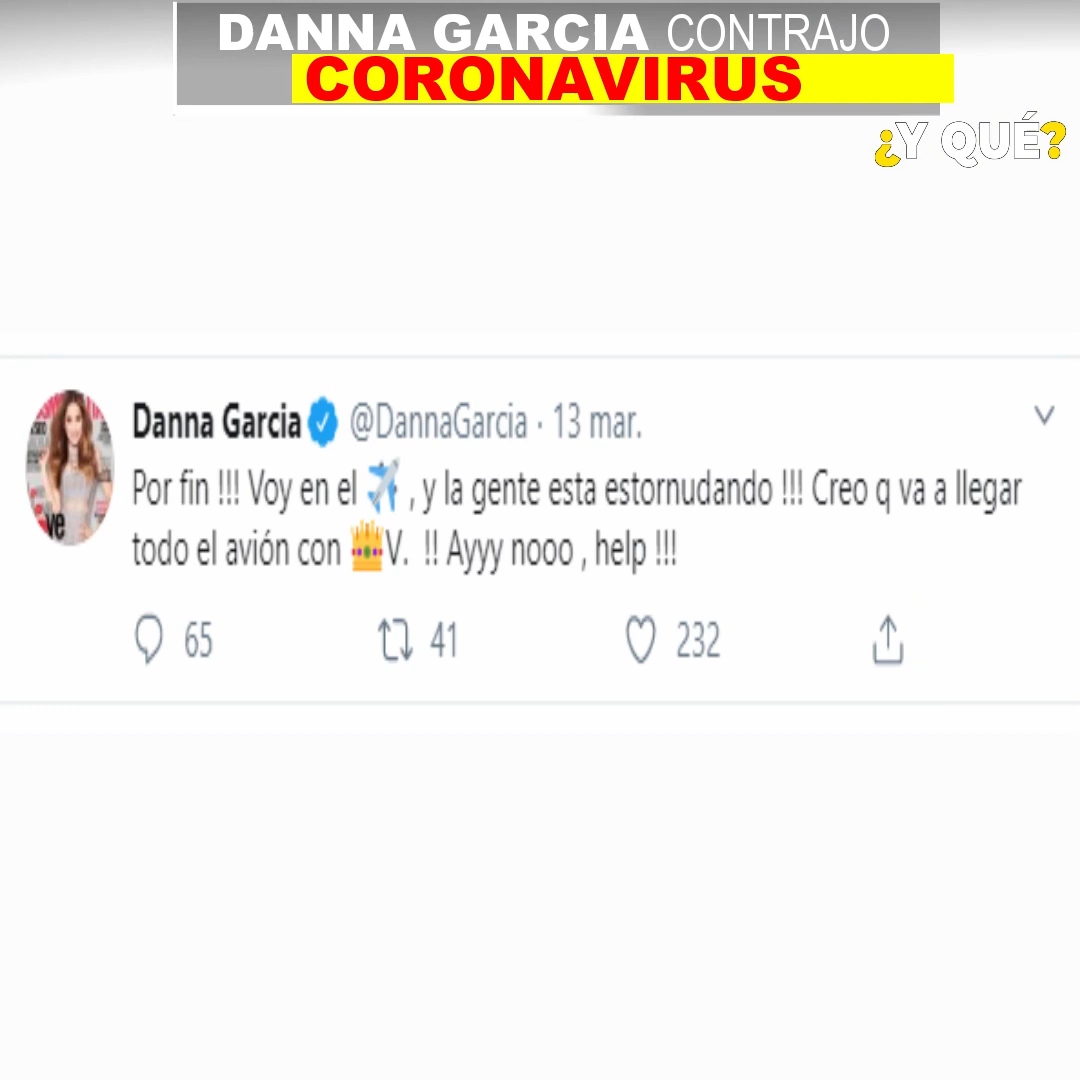 DANNA GARCIA CONTRAJO
CORONAVIRUS
¿Y QUÉ?
Danna Garcia @DannaGarcia · 13 mar.
Por fin !!! Voy en el ✈️ , y la gente esta estornudando !!! Creo q va a llegar
todo el avión con 👑V. !! Ayyy nooo , help !!!
65 41 232
ve